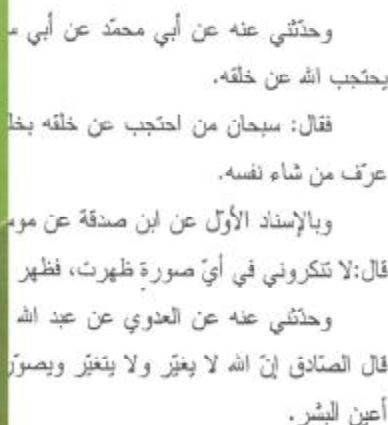 وحدّثني عنه عن أبي محمّد عن أبي
يحتجب الله عن خلقه.
فقال: سبحان من احتجب عن خلقه
عرّف من شاء نفسه.
وبالإسناد الأوّل عن ابن صدقة عن
قال:لا تتكروني في أيّ صورةٍ ظهرت، فظهر
وحدّثني عنه عن العدوي عن عبد الله
قال الصّادق إنّ الله لا يغيّر ولا يتغيّر
أعين البشر.